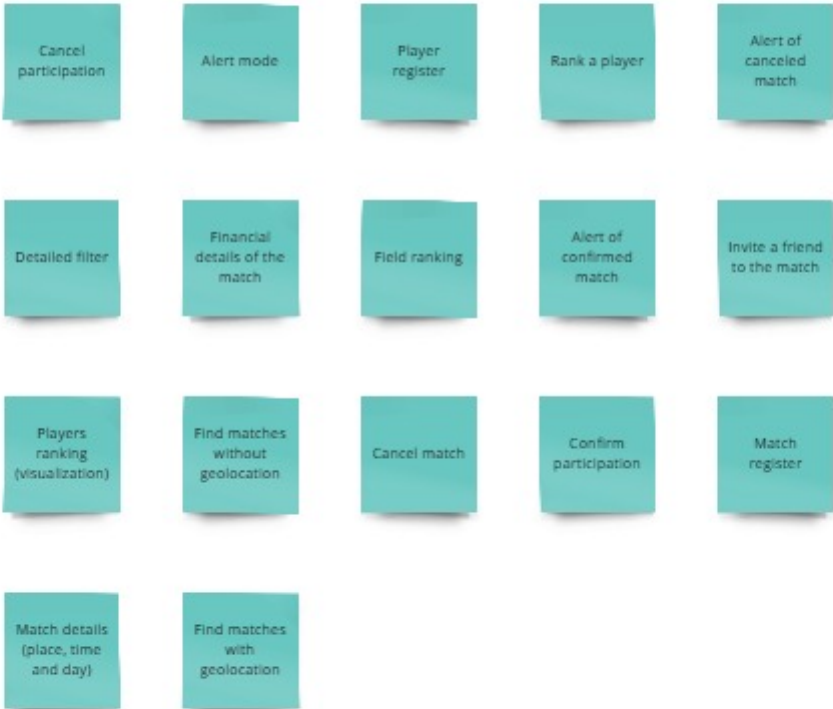 Cancel
participation
Alert mode
Player
register
Rank a player
Alert of
canceled
match
Detailed filter
Financial
details of the
match
Field ranking
Alert of
confirmed
match
Invite a friend
to the match
Players
ranking
(visualization)
Find matches
without
geolocation
Cancel match
Confirm
participation
Match
register
Match details
(place, time
and day)
Find matches
with
geolocation